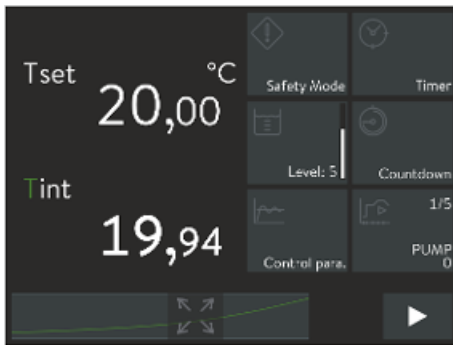 Tset
°C
20,00
Tint
19,94
Safety Mode
Timer
Level: 5
Countdown
Control para.
1/5
PUMP
0